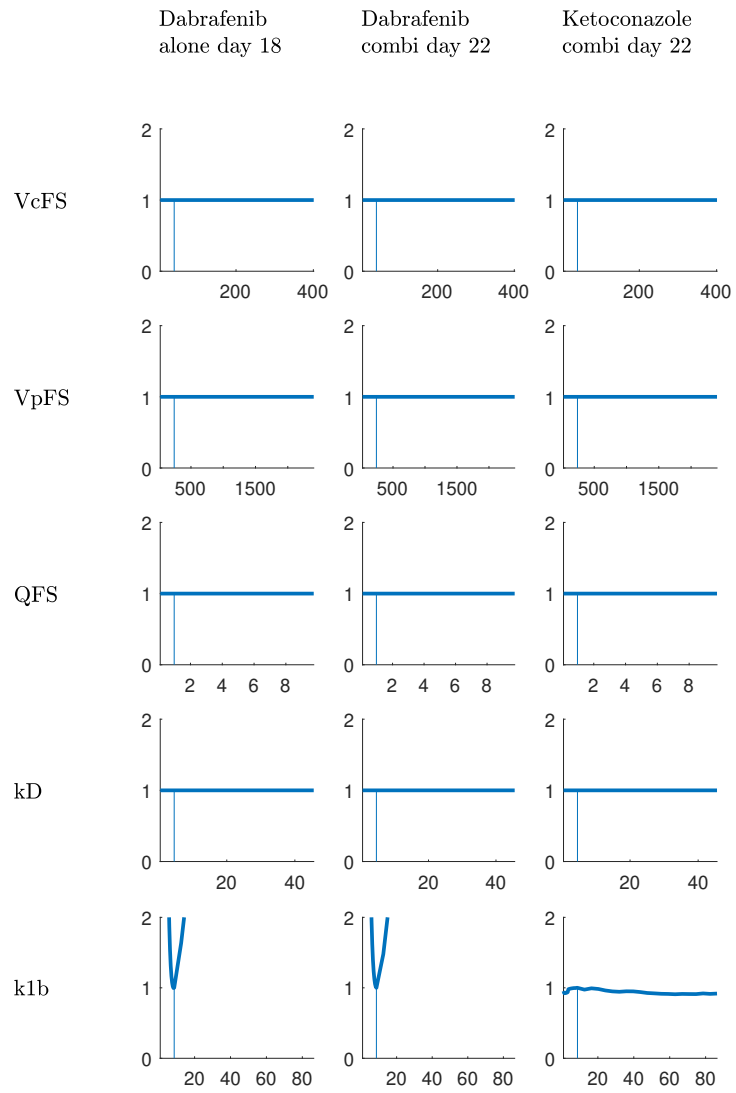 Dabrafenib alone day 18
Dabrafenib combi day 22
Ketoconazole combi day 22
VcFS
2 1 0 200 400
2 1 0 200 400
2 1 0 200 400
VpFS
2 1 0 500 1500
2 1 0 500 1500
2 1 0 500 1500
QFS
2 1 0 2 4 6 8
2 1 0 2 4 6 8
2 1 0 2 4 6 8
kD
2 1 0 20 40
2 1 0 20 40
2 1 0 20 40
k1b
2 1 0 20 40 60 80
2 1 0 20 40 60 80
2 1 0 20 40 60 80